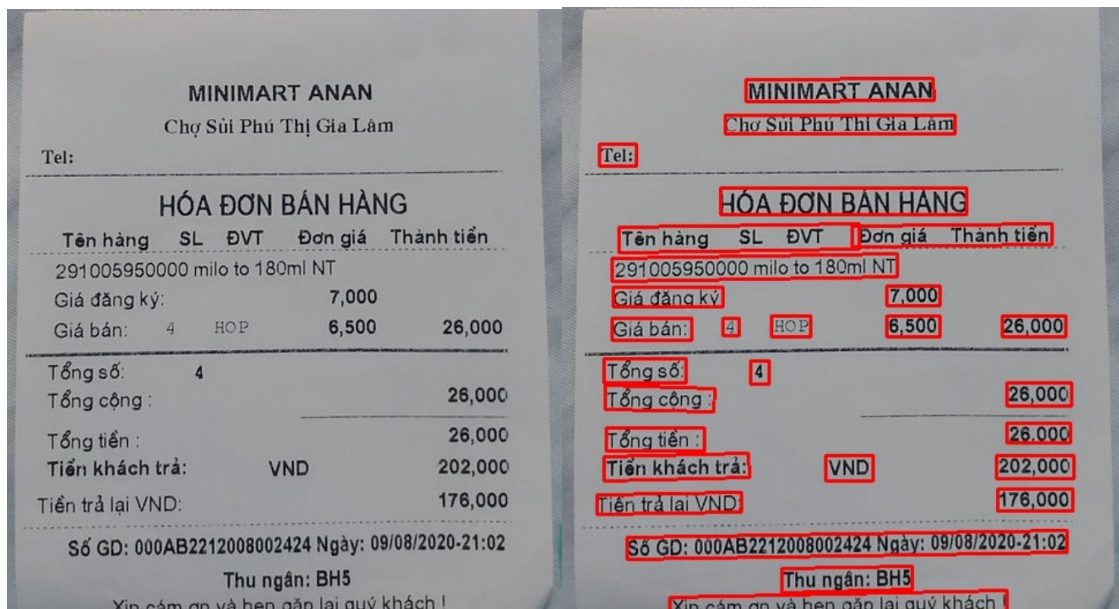 MINIMART ANAN
Chợ Sủi Phú Thị Gia Lâm
Tel:
HÓA ĐƠN BÁN HÀNG
Tên hàng SL ĐVT Đơn giá Thành tiền
291005950000 milo to 180ml NT
Giá đăng ký: 7,000
Giá bán: 4 HOP 6,500 26,000
Tổng số: 4
Tổng cộng : 26,000
Tổng tiền : 26,000
Tiền khách trả: VND 202,000
Tiền trả lại VND: 176,000
Số GD: 000AB2212008002424 Ngày: 09/08/2020-21:02
Thu ngân: BH5
Xin cám ơn và hẹn gặp lại quý khách !
MINIMART ANAN
Chợ Sủi Phú Thị Gia Lâm
Tel:
HÓA ĐƠN BÁN HÀNG
Tên hàng SL ĐVT Đơn giá Thành tiền
291005950000 milo to 180ml NT
Giá đăng ký 7,000
Giá bán: 4 HOP 6,500 26,000
Tổng số: 4
Tổng cộng : 26,000
Tổng tiền : 26.000
Tiền khách trả: VND 202,000
Tiền trả lại VND: 176,000
Số GD: 000AB2212008002424 Ngày: 09/08/2020-21:02
Thu ngân: BH5
Xin cám ơn và hẹn gặp lại quý khách !